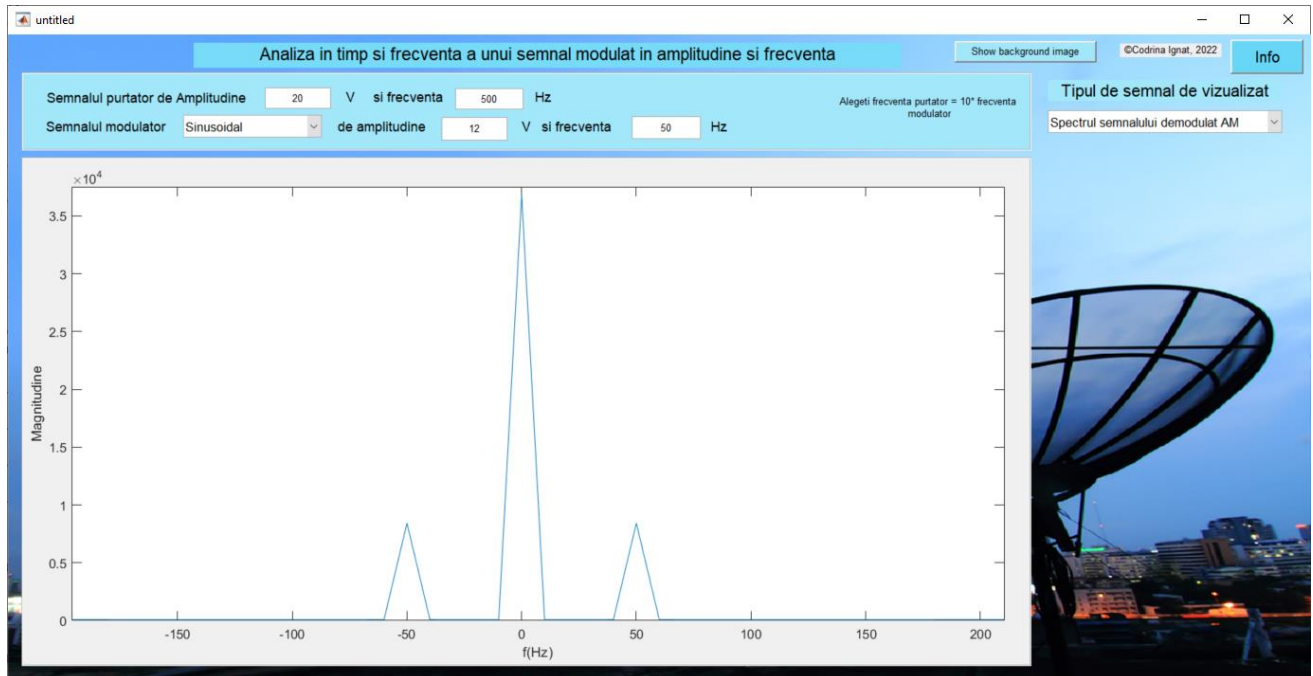 untitled
Analiza in timp si frecventa a unui semnal modulat in amplitudine si frecventa
Show background image
©Codrina Ignat, 2022
Info
Semnalul purtator de Amplitudine 20 V si frecventa 500 Hz
Semnalul modulator Sinusoidal de amplitudine 12 V si frecventa 50 Hz
Alegeti frecventa purtator = 10* frecventa
modulator
Tipul de semnal de vizualizat
Spectrul semnalului demodulat AM
×10⁴
3.5
3
2.5
2
1.5
1
0.5
0
Magnitudine
-150 -100 -50 0 50 100 150 200
f(Hz)